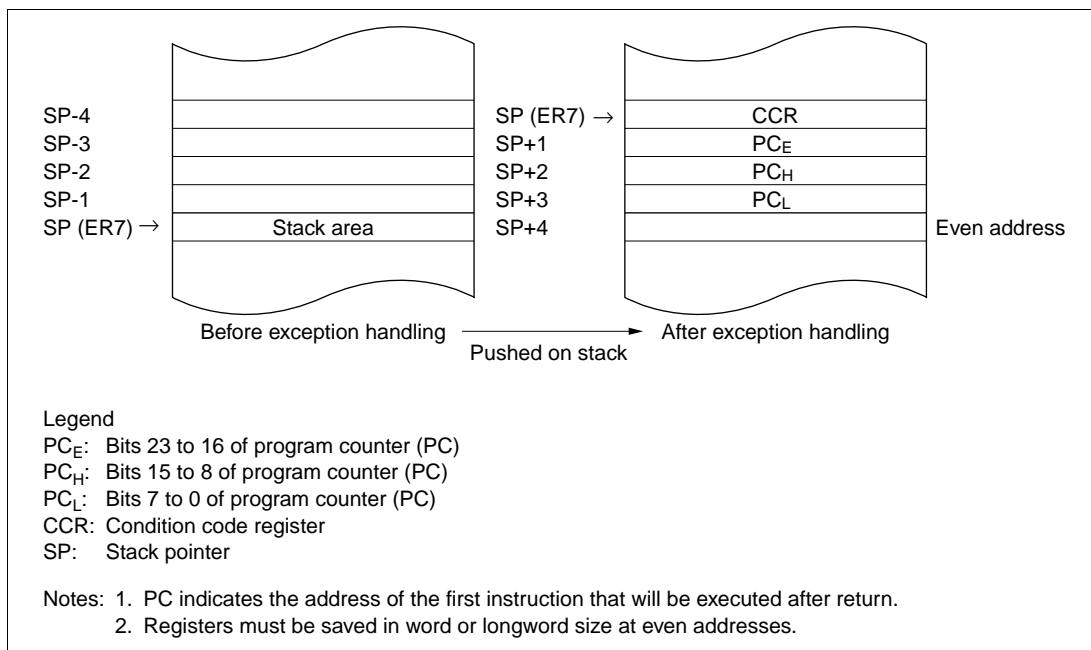 SP-4
SP-3
SP-2
SP-1
SP (ER7) →
Stack area
SP (ER7) →
SP+1
SP+2
SP+3
SP+4
CCR
PCE
PCH
PCL
Even address
Before exception handling
Pushed on stack
After exception handling
Legend
PCE: Bits 23 to 16 of program counter (PC)
PCH: Bits 15 to 8 of program counter (PC)
PCL: Bits 7 to 0 of program counter (PC)
CCR: Condition code register
SP: Stack pointer
Notes: 1. PC indicates the address of the first instruction that will be executed after return.
2. Registers must be saved in word or longword size at even addresses.